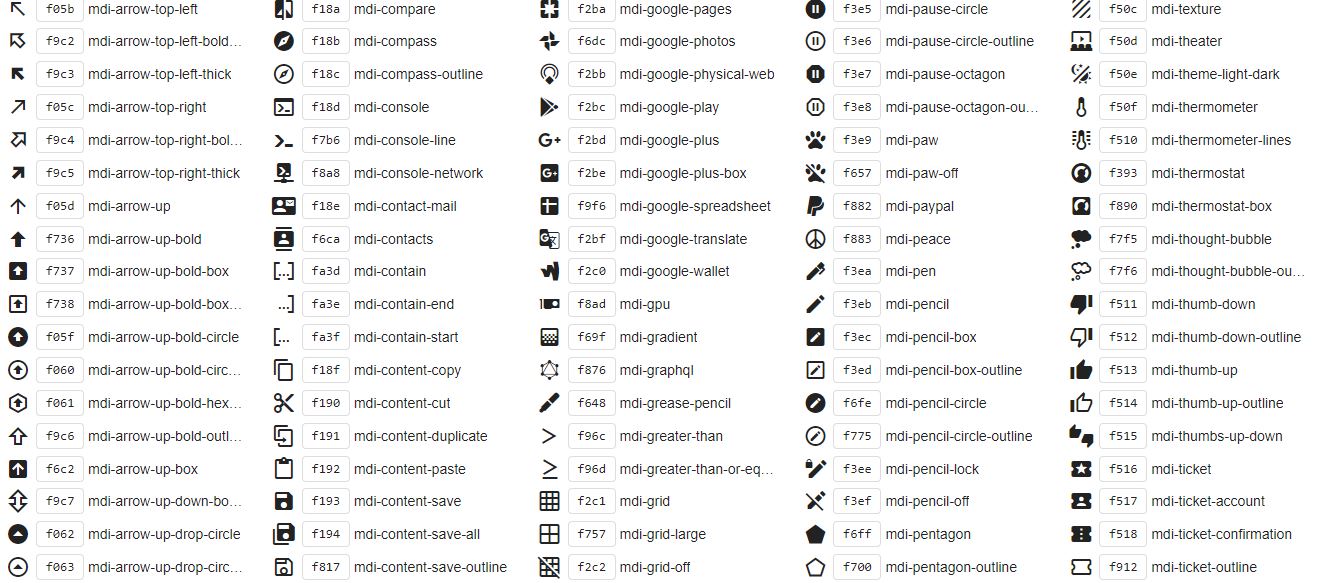 f05b mdi-arrow-top-left f18a mdi-compare f2ba mdi-google-pages f3e5 mdi-pause-circle f50c mdi-texture
f9c2 mdi-arrow-top-left-bold… f18b mdi-compass f6dc mdi-google-photos f3e6 mdi-pause-circle-outline f50d mdi-theater
f9c3 mdi-arrow-top-left-thick f18c mdi-compass-outline f2bb mdi-google-physical-web f3e7 mdi-pause-octagon f50e mdi-theme-light-dark
f05c mdi-arrow-top-right f18d mdi-console f2bc mdi-google-play f3e8 mdi-pause-octagon-ou… f50f mdi-thermometer
f9c4 mdi-arrow-top-right-bol… f7b6 mdi-console-line f2bd mdi-google-plus f3e9 mdi-paw f510 mdi-thermometer-lines
f9c5 mdi-arrow-top-right-thick f8a8 mdi-console-network f2be mdi-google-plus-box f657 mdi-paw-off f393 mdi-thermostat
f05d mdi-arrow-up f18e mdi-contact-mail f9f6 mdi-google-spreadsheet f882 mdi-paypal f890 mdi-thermostat-box
f736 mdi-arrow-up-bold f6ca mdi-contacts f2bf mdi-google-translate f883 mdi-peace f7f5 mdi-thought-bubble
f737 mdi-arrow-up-bold-box fa3d mdi-contain f2c0 mdi-google-wallet f3ea mdi-pen f7f6 mdi-thought-bubble-ou…
f738 mdi-arrow-up-bold-box… fa3e mdi-contain-end f8ad mdi-gpu f3eb mdi-pencil f511 mdi-thumb-down
f05f mdi-arrow-up-bold-circle fa3f mdi-contain-start f69f mdi-gradient f3ec mdi-pencil-box f512 mdi-thumb-down-outline
f060 mdi-arrow-up-bold-circ… f18f mdi-content-copy f876 mdi-graphql f3ed mdi-pencil-box-outline f513 mdi-thumb-up
f061 mdi-arrow-up-bold-hex… f190 mdi-content-cut f648 mdi-grease-pencil f6fe mdi-pencil-circle f514 mdi-thumb-up-outline
f9c6 mdi-arrow-up-bold-outl… f191 mdi-content-duplicate f96c mdi-greater-than f775 mdi-pencil-circle-outline f515 mdi-thumbs-up-down
f6c2 mdi-arrow-up-box f192 mdi-content-paste f96d mdi-greater-than-or-eq… f3ee mdi-pencil-lock f516 mdi-ticket
f9c7 mdi-arrow-up-down-bo… f193 mdi-content-save f2c1 mdi-grid f3ef mdi-pencil-off f517 mdi-ticket-account
f062 mdi-arrow-up-drop-circle f194 mdi-content-save-all f757 mdi-grid-large f6ff mdi-pentagon f518 mdi-ticket-confirmation
f063 mdi-arrow-up-drop-circ… f817 mdi-content-save-outline f2c2 mdi-grid-off f700 mdi-pentagon-outline f912 mdi-ticket-outline